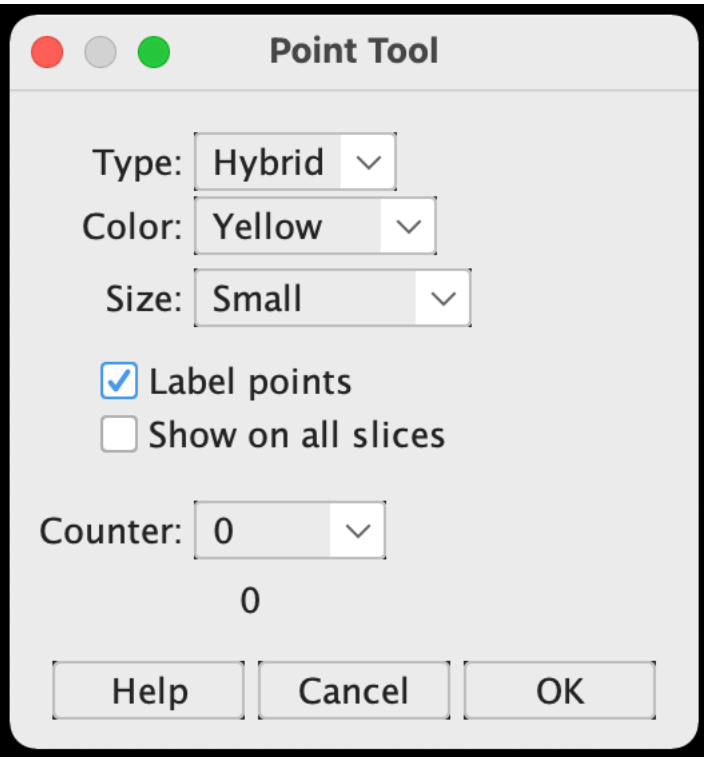 Point Tool
Type: Hybrid
Color: Yellow
Size: Small
Label points
Show on all slices
Counter: 0
0
Help Cancel OK